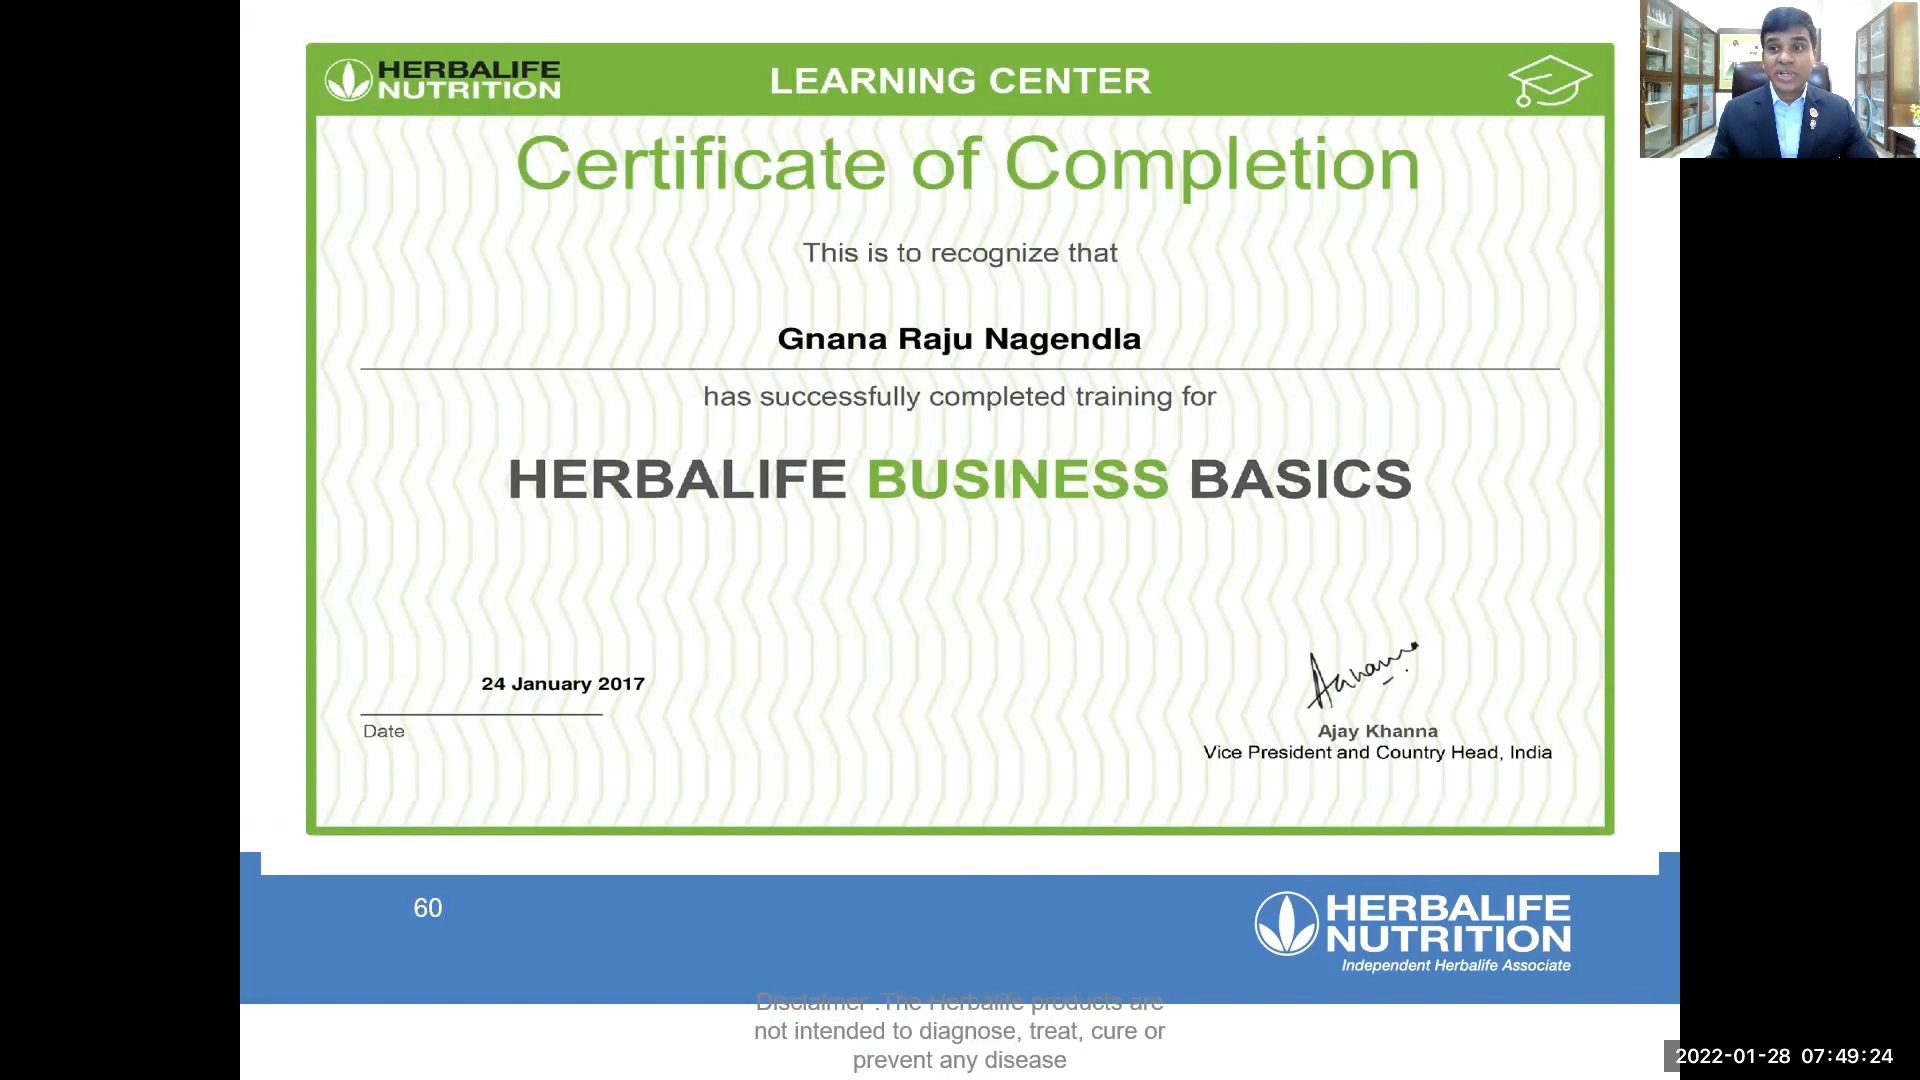 HERBALIFE
NUTRITION
LEARNING CENTER
Certificate of Completion
This is to recognize that
Gnana Raju Nagendla
has successfully completed training for
HERBALIFE BUSINESS BASICS
24 January 2017
Date
Ajay Khanna
Vice President and Country Head, India
60
HERBALIFE
NUTRITION
Independent Herbalife Associate
Disclaimer :The Herbalife products are
not intended to diagnose, treat, cure or
prevent any disease
2022-01-28 07:49:24